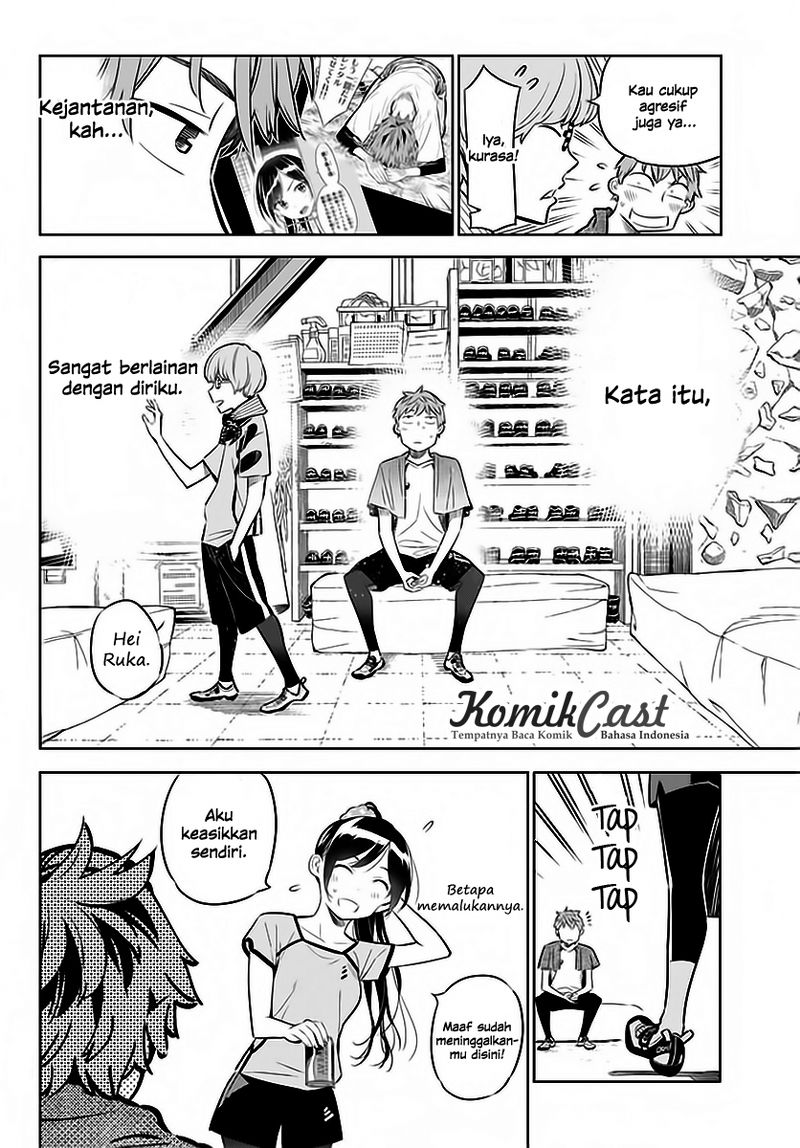 Kau cukup
agresif
juga ya...
Iya,
kurasa!
Kejantanan,
kah...
Kata itu,
Sangat berlainan
dengan diriku.
Hei
Ruka.
KomikCast
Tempatnya Baca Komik Bahasa Indonesia
TAP
TAP
TAP
Aku
keasikkan
sendiri.
Betapa
memalukannya.
Maaf sudah
meninggalkan-
mu disini!